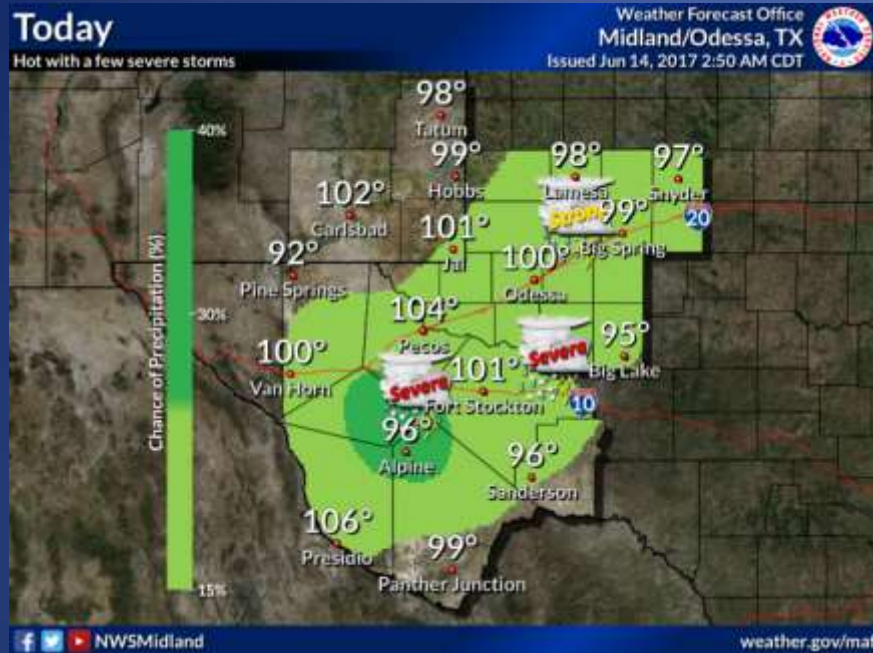 Today
Hot with a few severe storms
Weather Forecast Office
Midland/Odessa, TX
Issued Jun 14, 2017 2:50 AM CDT
98°
Tatum
40%
99°
Hobbs
98°
Lamesa
97°
Snyder
102°
Carlsbad
Strong
99°
Big Spring
20
101°
Jal
92°
Pine Springs
100°
Odessa
Chance of Precipitation (%)
30%
104°
Pecos
Severe
95°
Big Lake
100°
Van Horn
Severe
101°
Fort Stockton
10
96°
Alpine
96°
Sanderson
106°
Presidio
99°
Panther Junction
15%
NWSMidland
weather.gov/maf